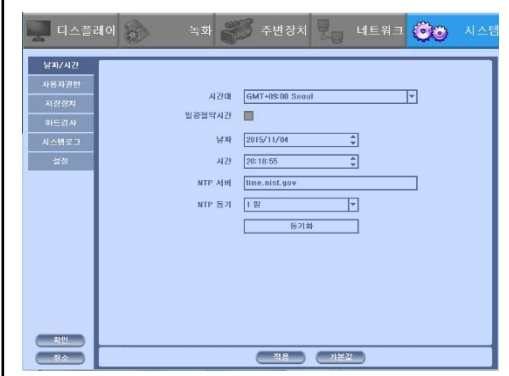 디스플레이 녹화 주변장치 네트워크 시스템
날짜/시간
사용자권한
저장장치
하드검사
시스템로그
설정
시간대 GMT+09:00 Seoul
일광절약시간
날짜 2015/11/04
시간 20:18:55
NTP 서버 time.nist.gov
NTP 동기 1 일
동기화
확인
취소
적용 기본값